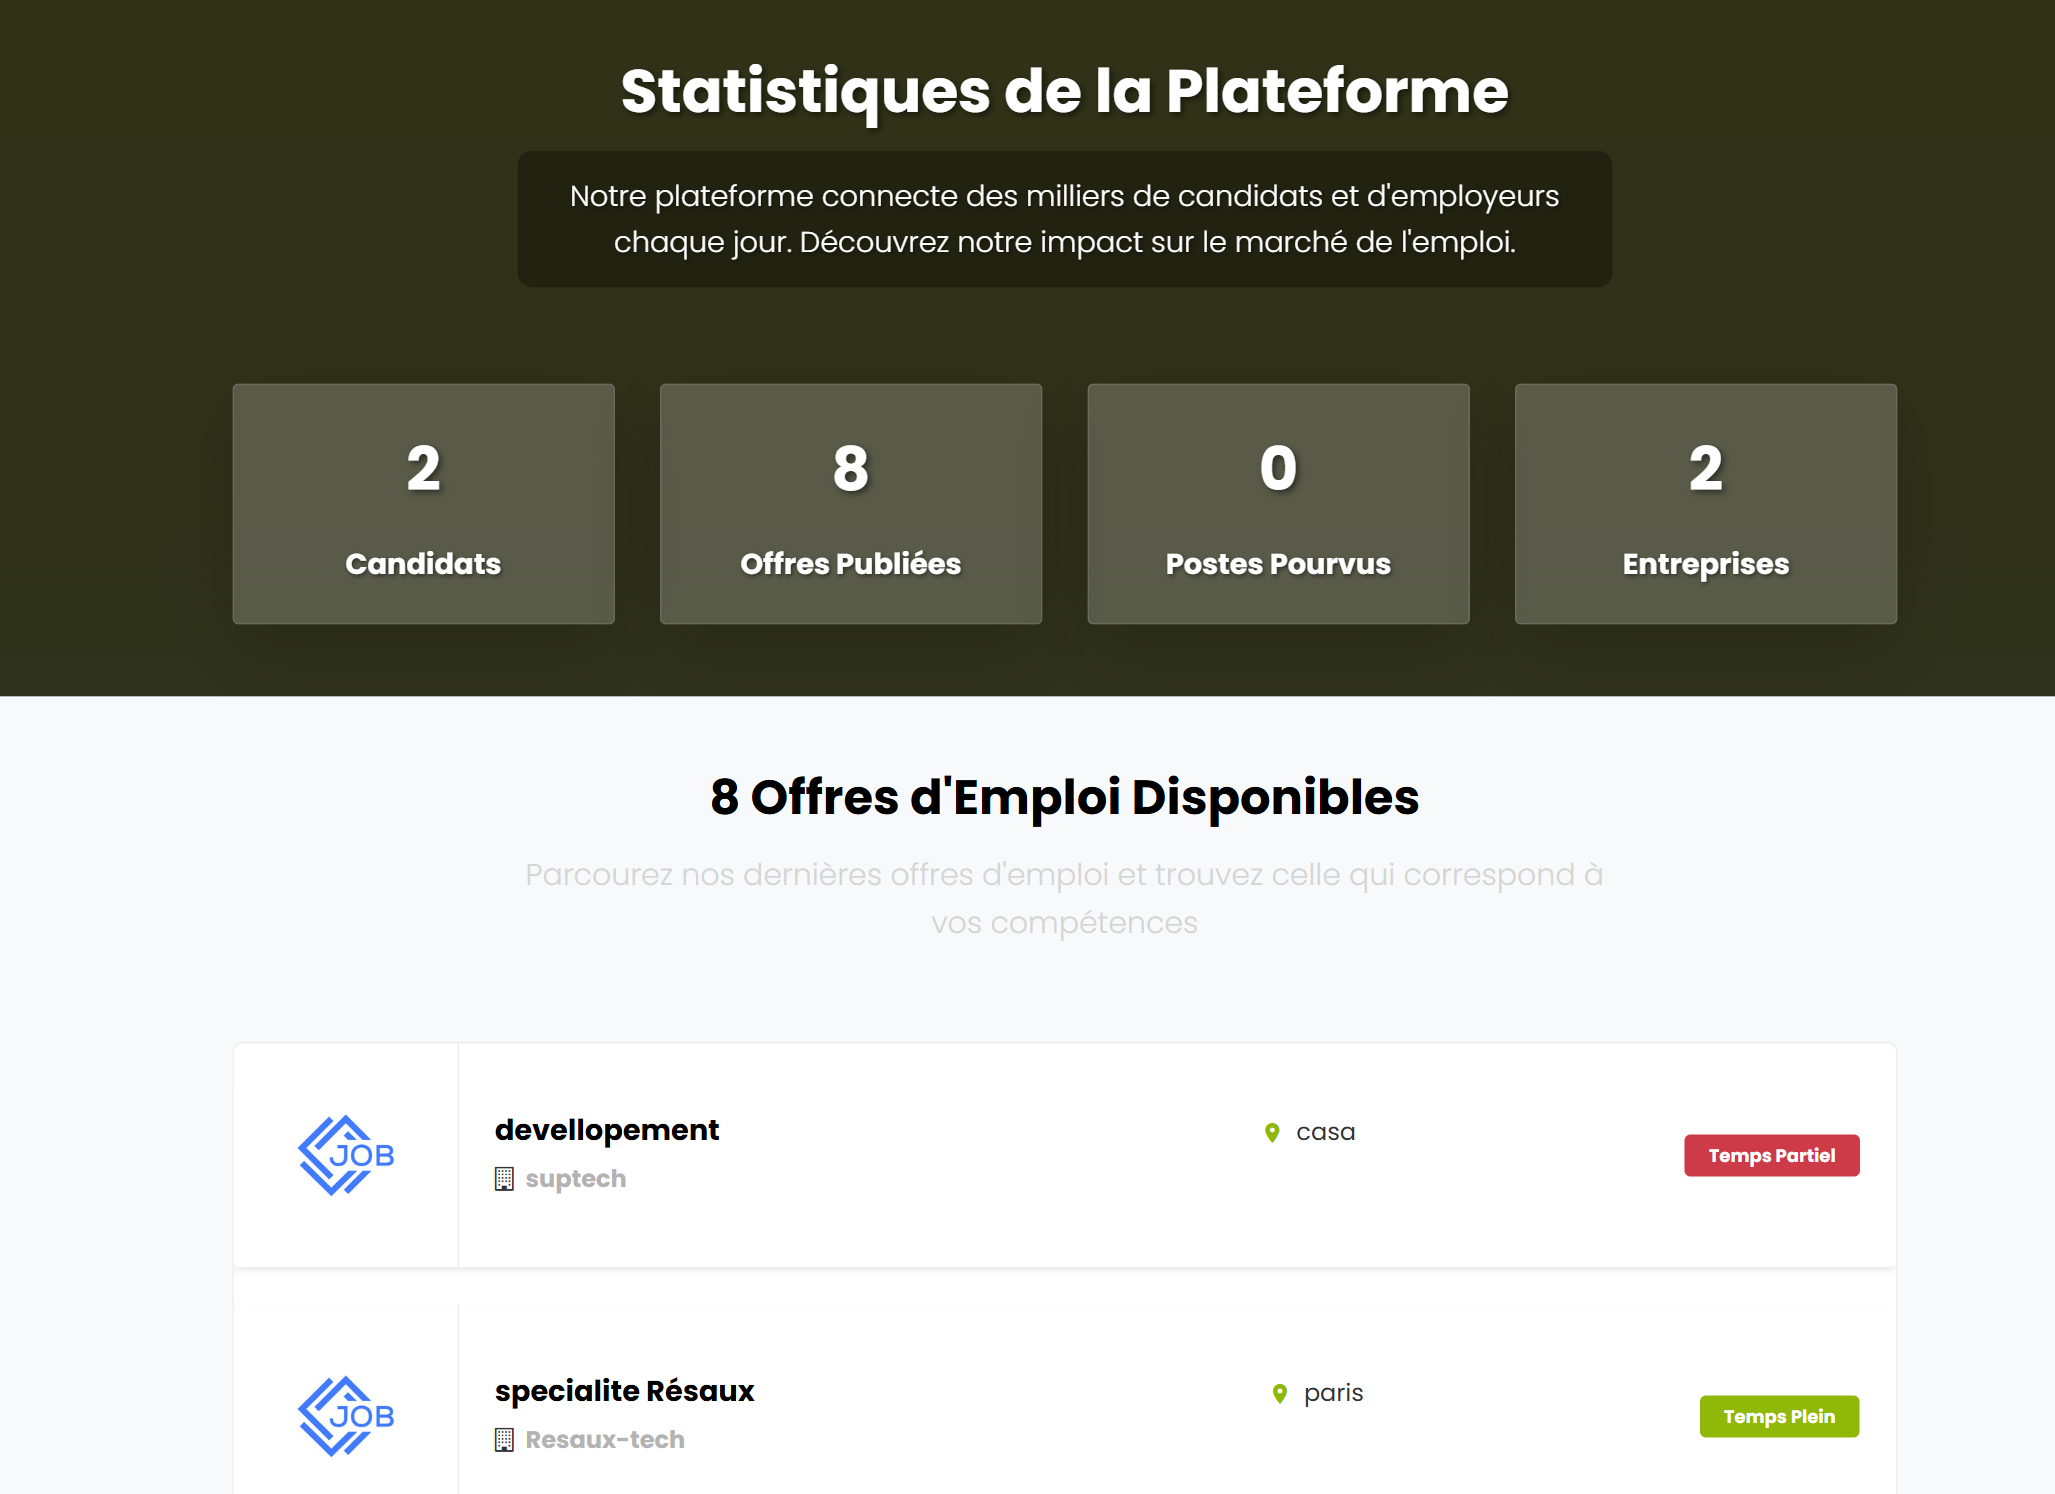 Statistiques de la Plateforme
Notre plateforme connecte des milliers de candidats et d'employeurs
chaque jour. Découvrez notre impact sur le marché de l'emploi.
2
Candidats
8
Offres Publiées
0
Postes Pourvus
2
Entreprises
8 Offres d'Emploi Disponibles
Parcourez nos dernières offres d'emploi et trouvez celle qui correspond à
vos compétences
JOB
devellopement
suptech
casa
Temps Partiel
JOB
specialite Résaux
Resaux-tech
paris
Temps Plein